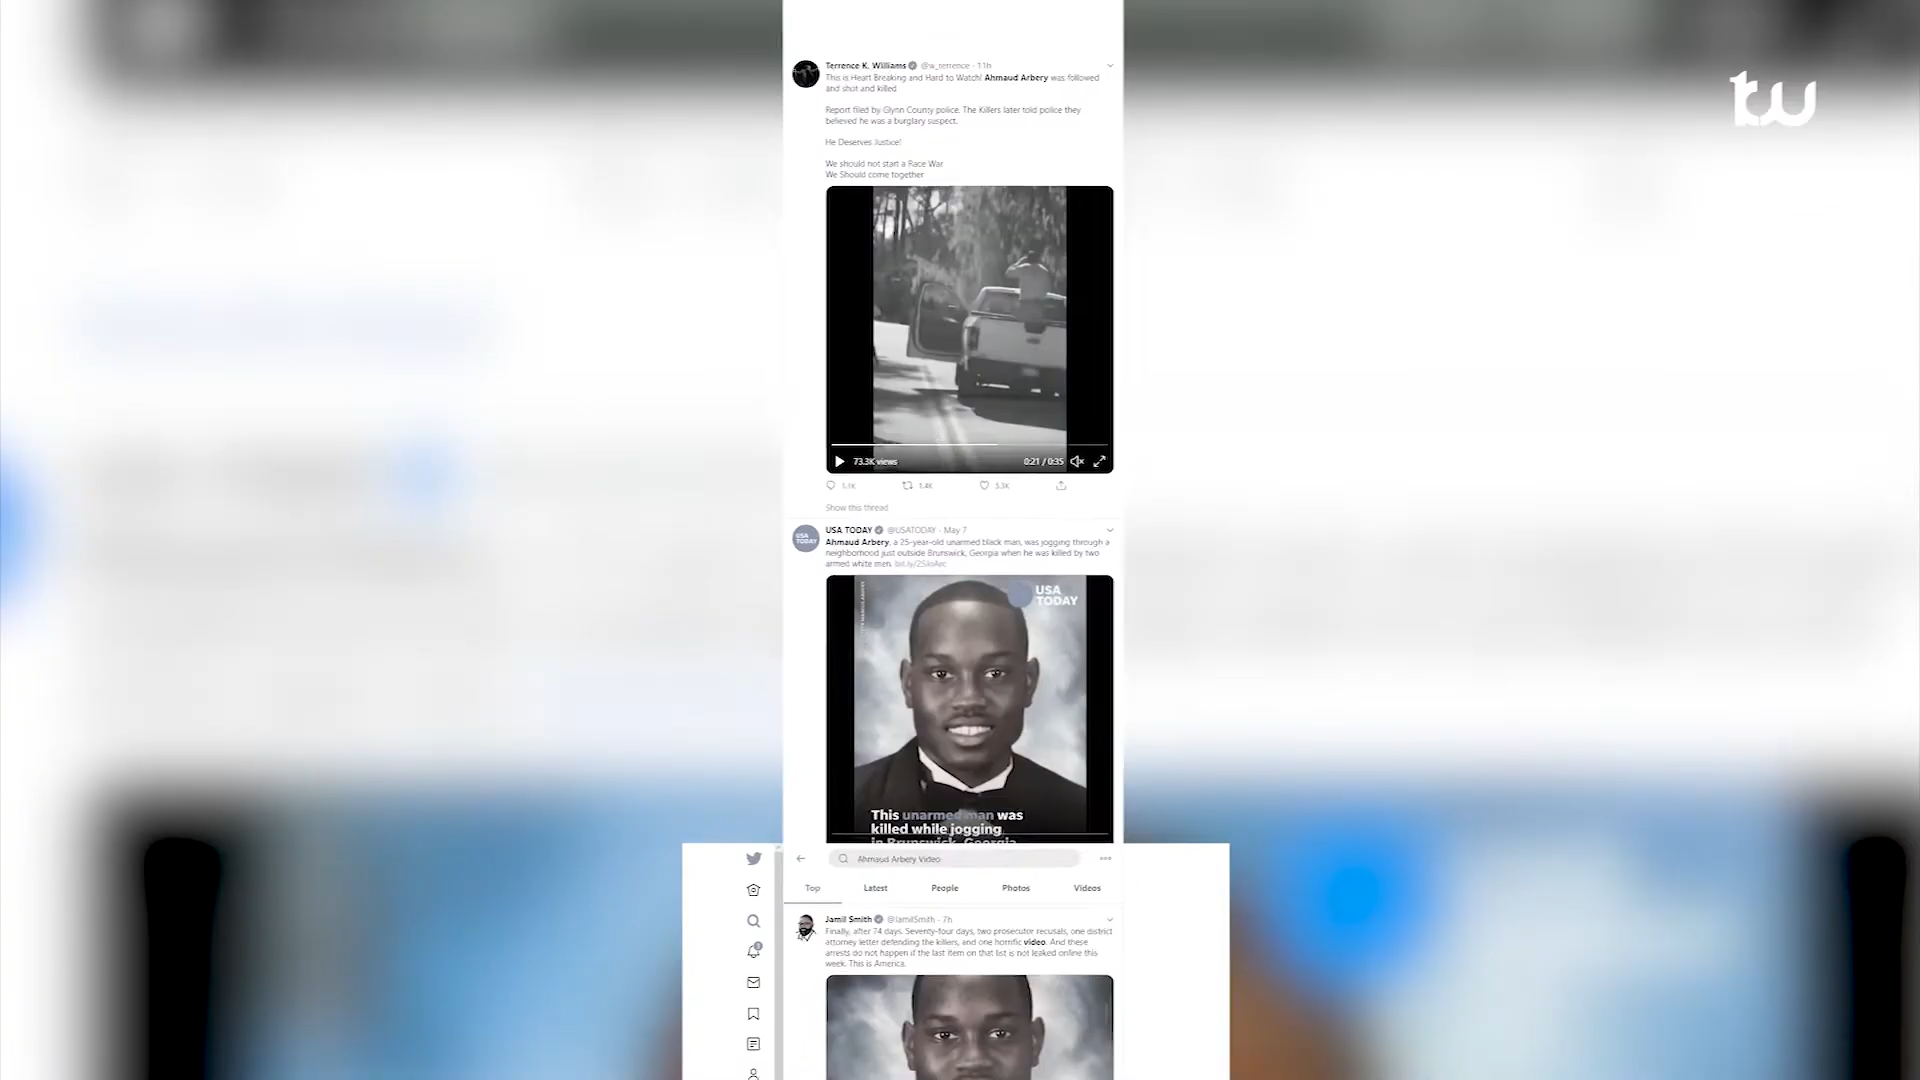 tw
Terrence K. Williams @w_terrence · 11h
This is Heart Breaking and Hard to Watch! Ahmaud Arbery was followed
and shot and killed
Report filed by Glynn County police. The Killers later told police they
believed he was a burglary suspect.
He Deserves Justice!
We should not start a Race War
We Should come together
73.3K views
0:21 / 0:35
1.1K 1.4K 3.3K
Show this thread
USA TODAY @USATODAY · May 7
Ahmaud Arbery, a 25-year-old unarmed black man, was jogging through a
neighborhood just outside Brunswick, Georgia when he was killed by two
armed white men.
USA
TODAY
USA
TODAY
This unarmed man was
killed while jogging
in Brunswick, Georgia
Ahmaud Arbery Video
Top Latest People Photos Videos
Jamil Smith @JamilSmith · 7h
Finally, after 74 days. Seventy-four days, two prosecutor recusals, one district
attorney letter defending the killers, and one horrific video. And these
arrests do not happen if the last item on that list is not leaked online this
week. This is America.